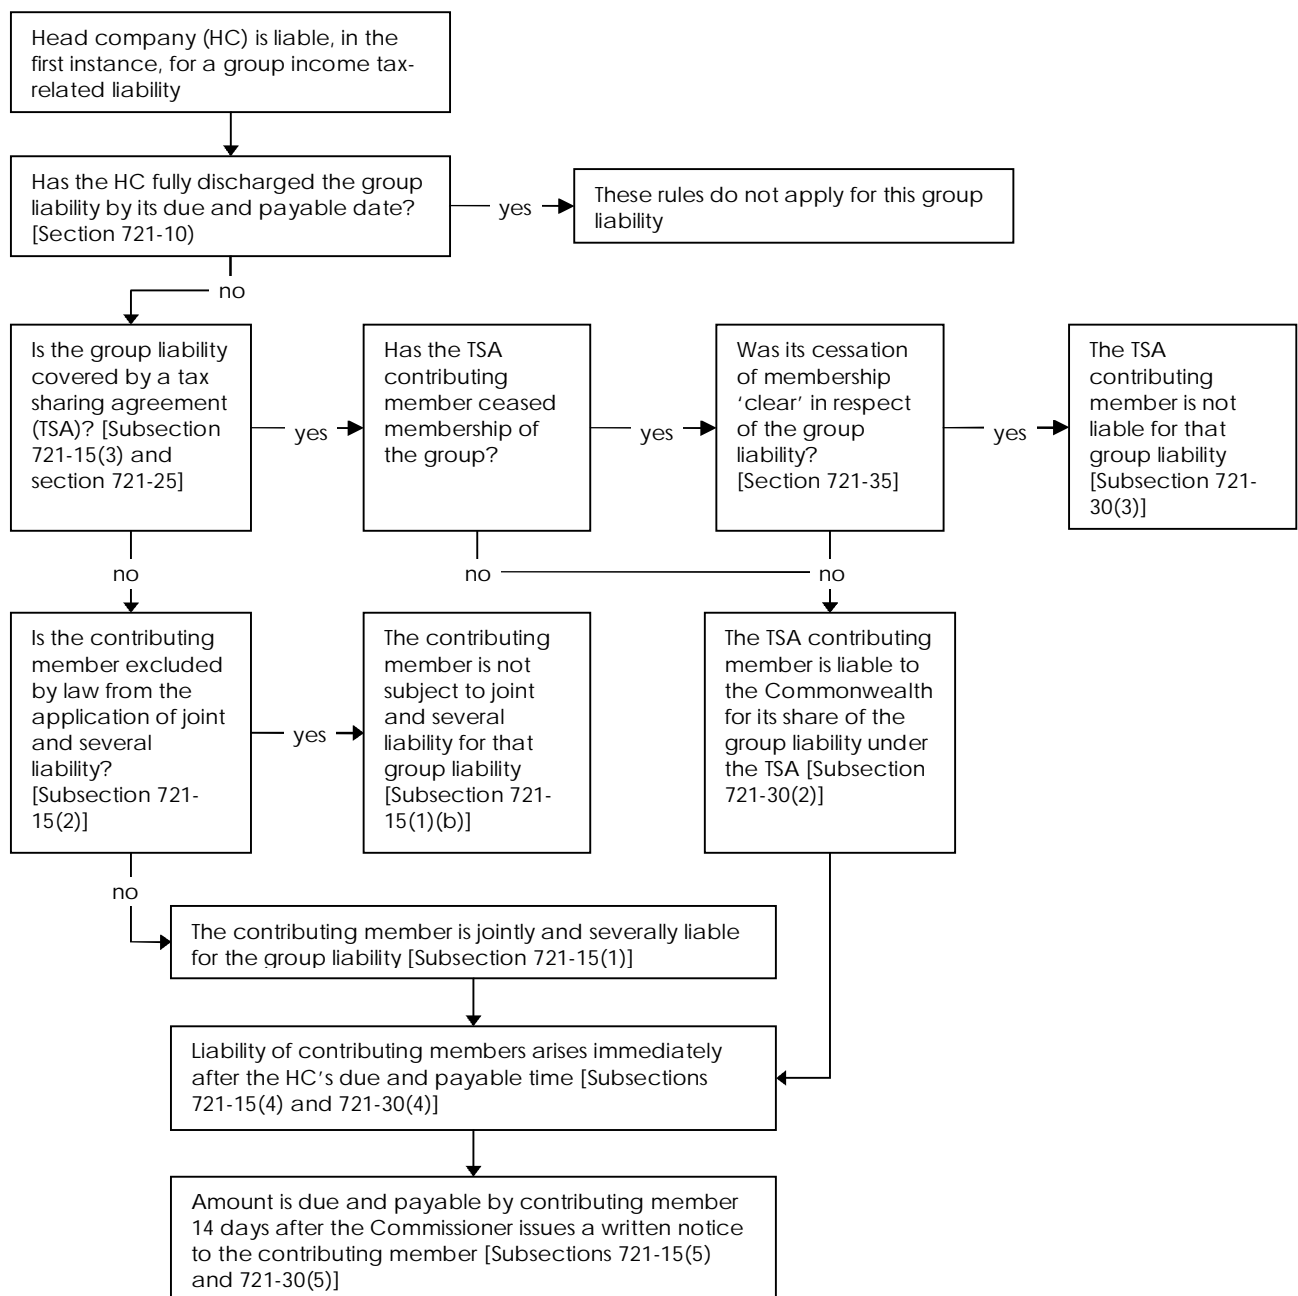 Head company (HC) is liable, in the
first instance, for a group income tax-
related liability
Has the HC fully discharged the group
liability by its due and payable date?
[Section 721-10)
yes
These rules do not apply for this group
liability
no
Is the group liability
covered by a tax
sharing agreement
(TSA)? [Subsection
721-15(3) and
section 721-25]
yes
Has the TSA
contributing
member ceased
membership of
the group?
yes
Was its cessation
of membership
‘clear’ in respect
of the group
liability?
[Section 721-35]
yes
The TSA
contributing
member is not
liable for that
group liability
[Subsection 721-
30(3)]
no
no
no
Is the contributing
member excluded
by law from the
application of joint
and several
liability?
[Subsection 721-
15(2)]
yes
The contributing
member is not
subject to joint
and several
liability for that
group liability
[Subsection 721-
15(1)(b)]
The TSA contributing
member is liable to
the Commonwealth
for its share of the
group liability under
the TSA [Subsection
721-30(2)]
no
The contributing member is jointly and severally liable
for the group liability [Subsection 721-15(1)]
Liability of contributing members arises immediately
after the HC’s due and payable time [Subsections
721-15(4) and 721-30(4)]
Amount is due and payable by contributing member
14 days after the Commissioner issues a written notice
to the contributing member [Subsections 721-15(5)
and 721-30(5)]